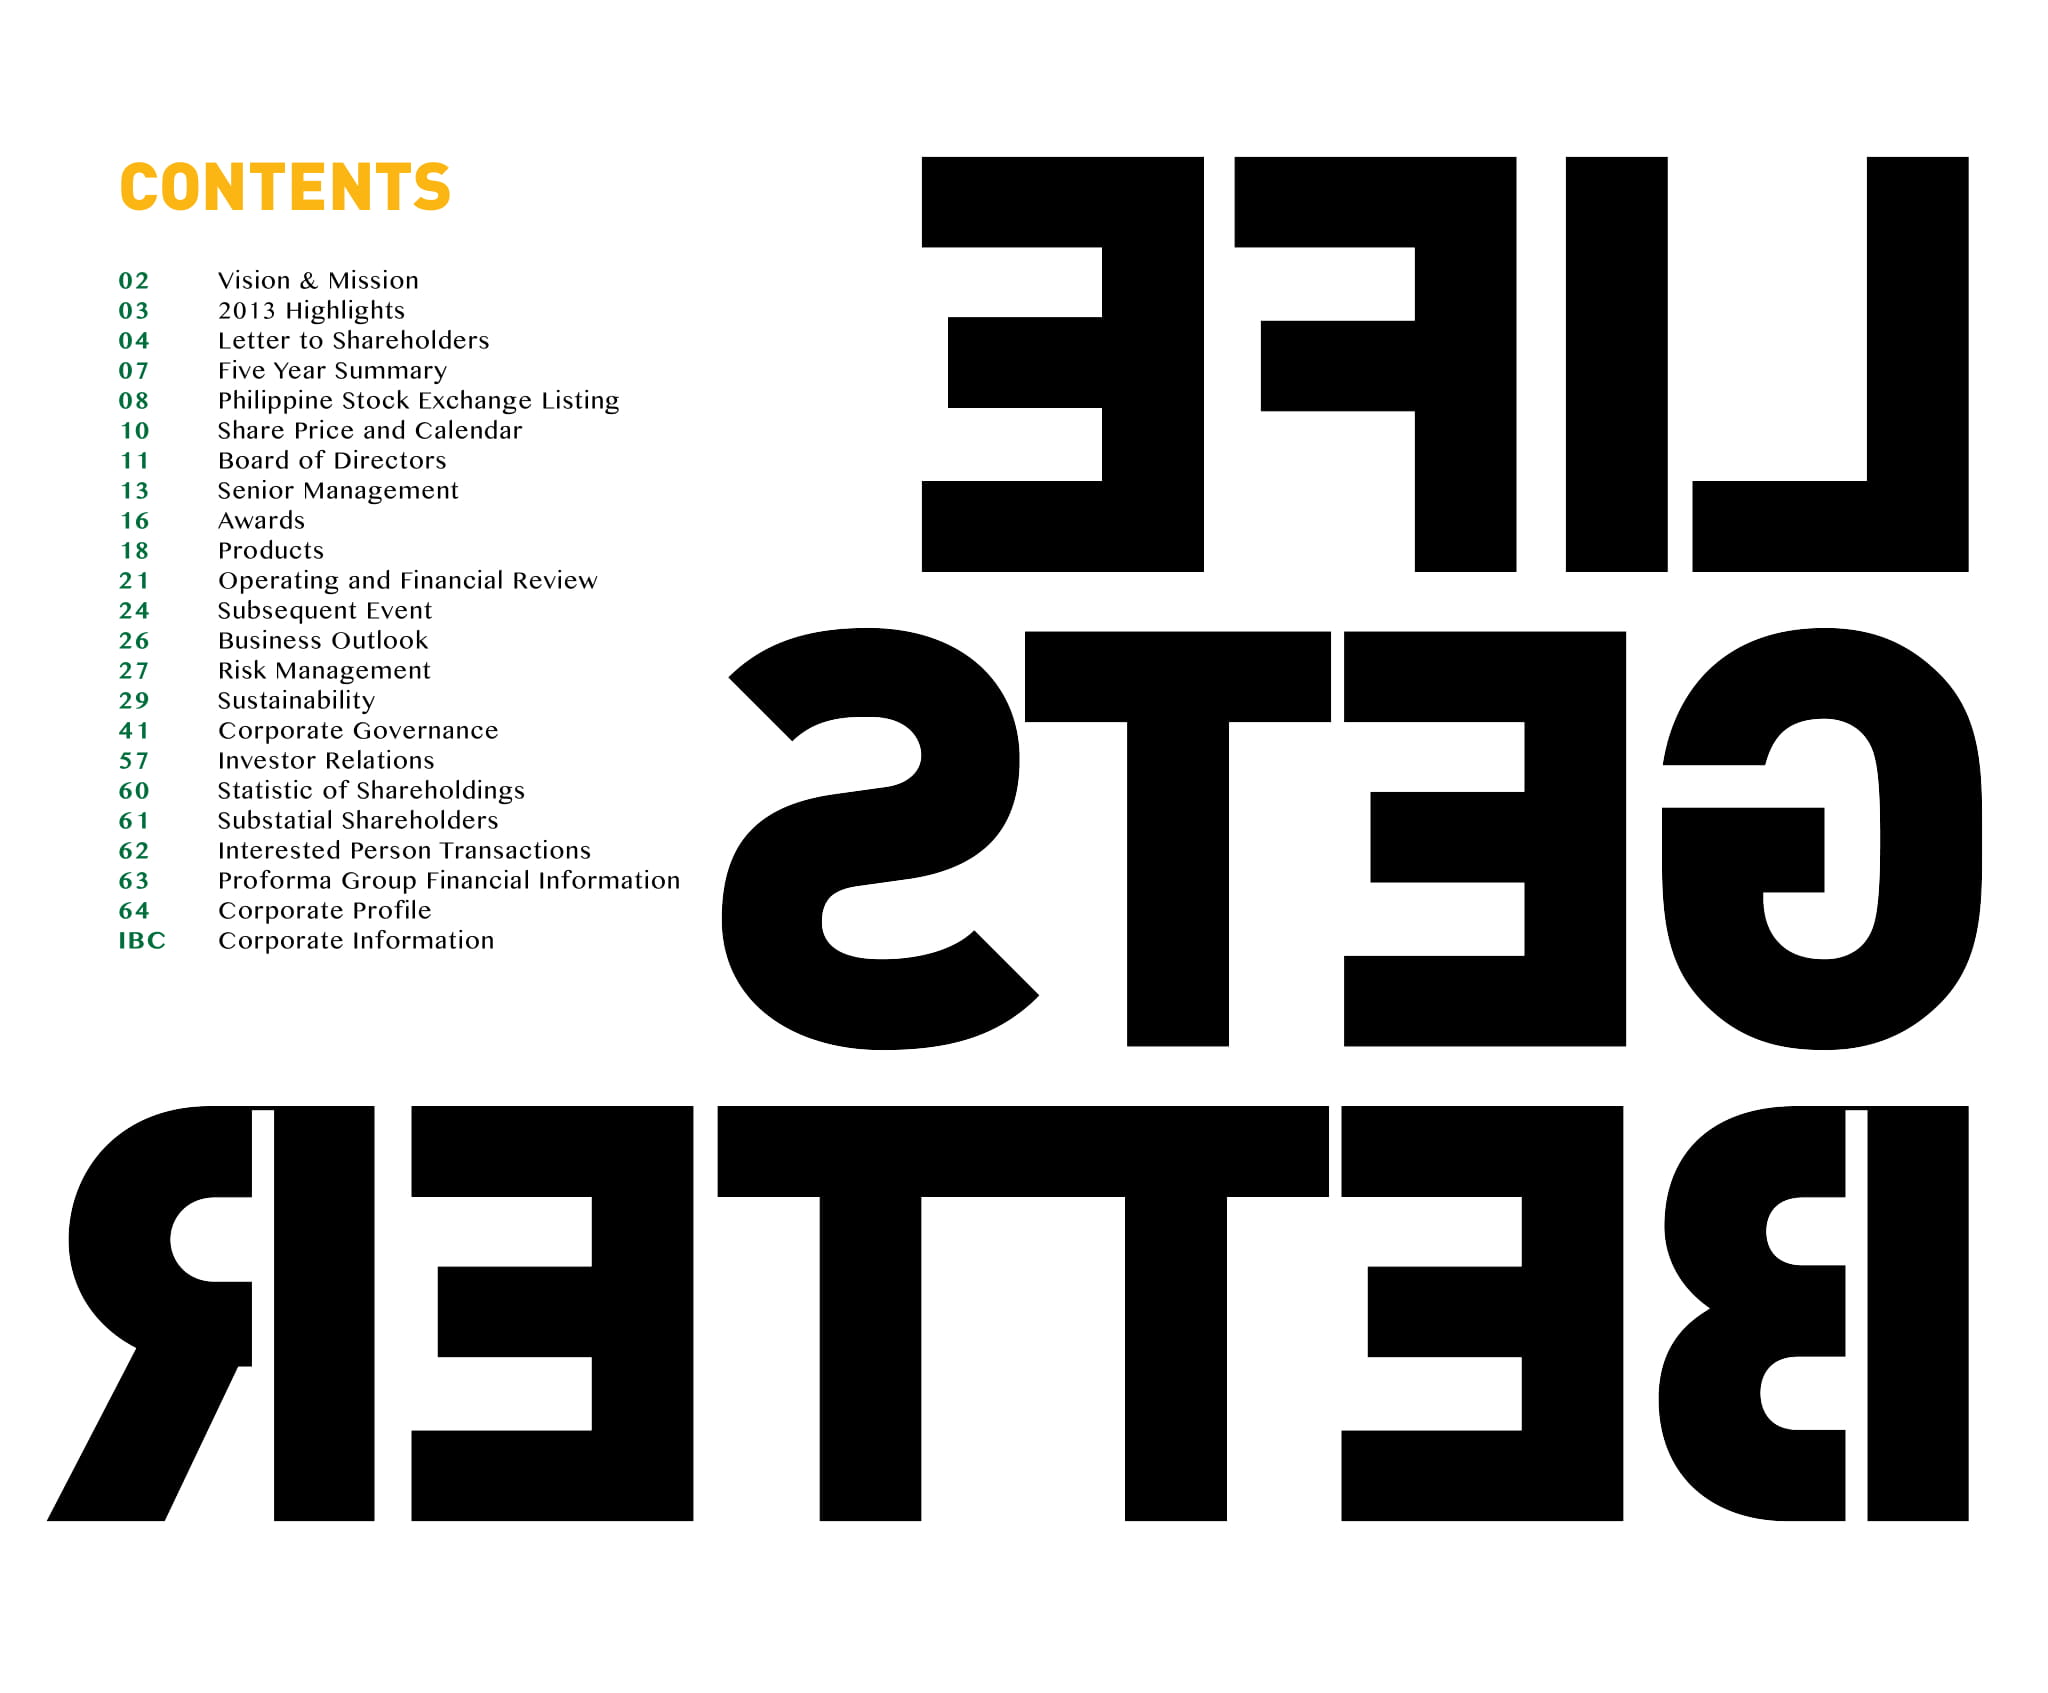 CONTENTS
02 Vision & Mission
03 2013 Highlights
04 Letter to Shareholders
07 Five Year Summary
08 Philippine Stock Exchange Listing
10 Share Price and Calendar
11 Board of Directors
13 Senior Management
16 Awards
18 Products
21 Operating and Financial Review
24 Subsequent Event
26 Business Outlook
27 Risk Management
29 Sustainability
41 Corporate Governance
57 Investor Relations
60 Statistic of Shareholdings
61 Substatial Shareholders
62 Interested Person Transactions
63 Proforma Group Financial Information
64 Corporate Profile
IBC Corporate Information
LIFE
GETS
BETTER